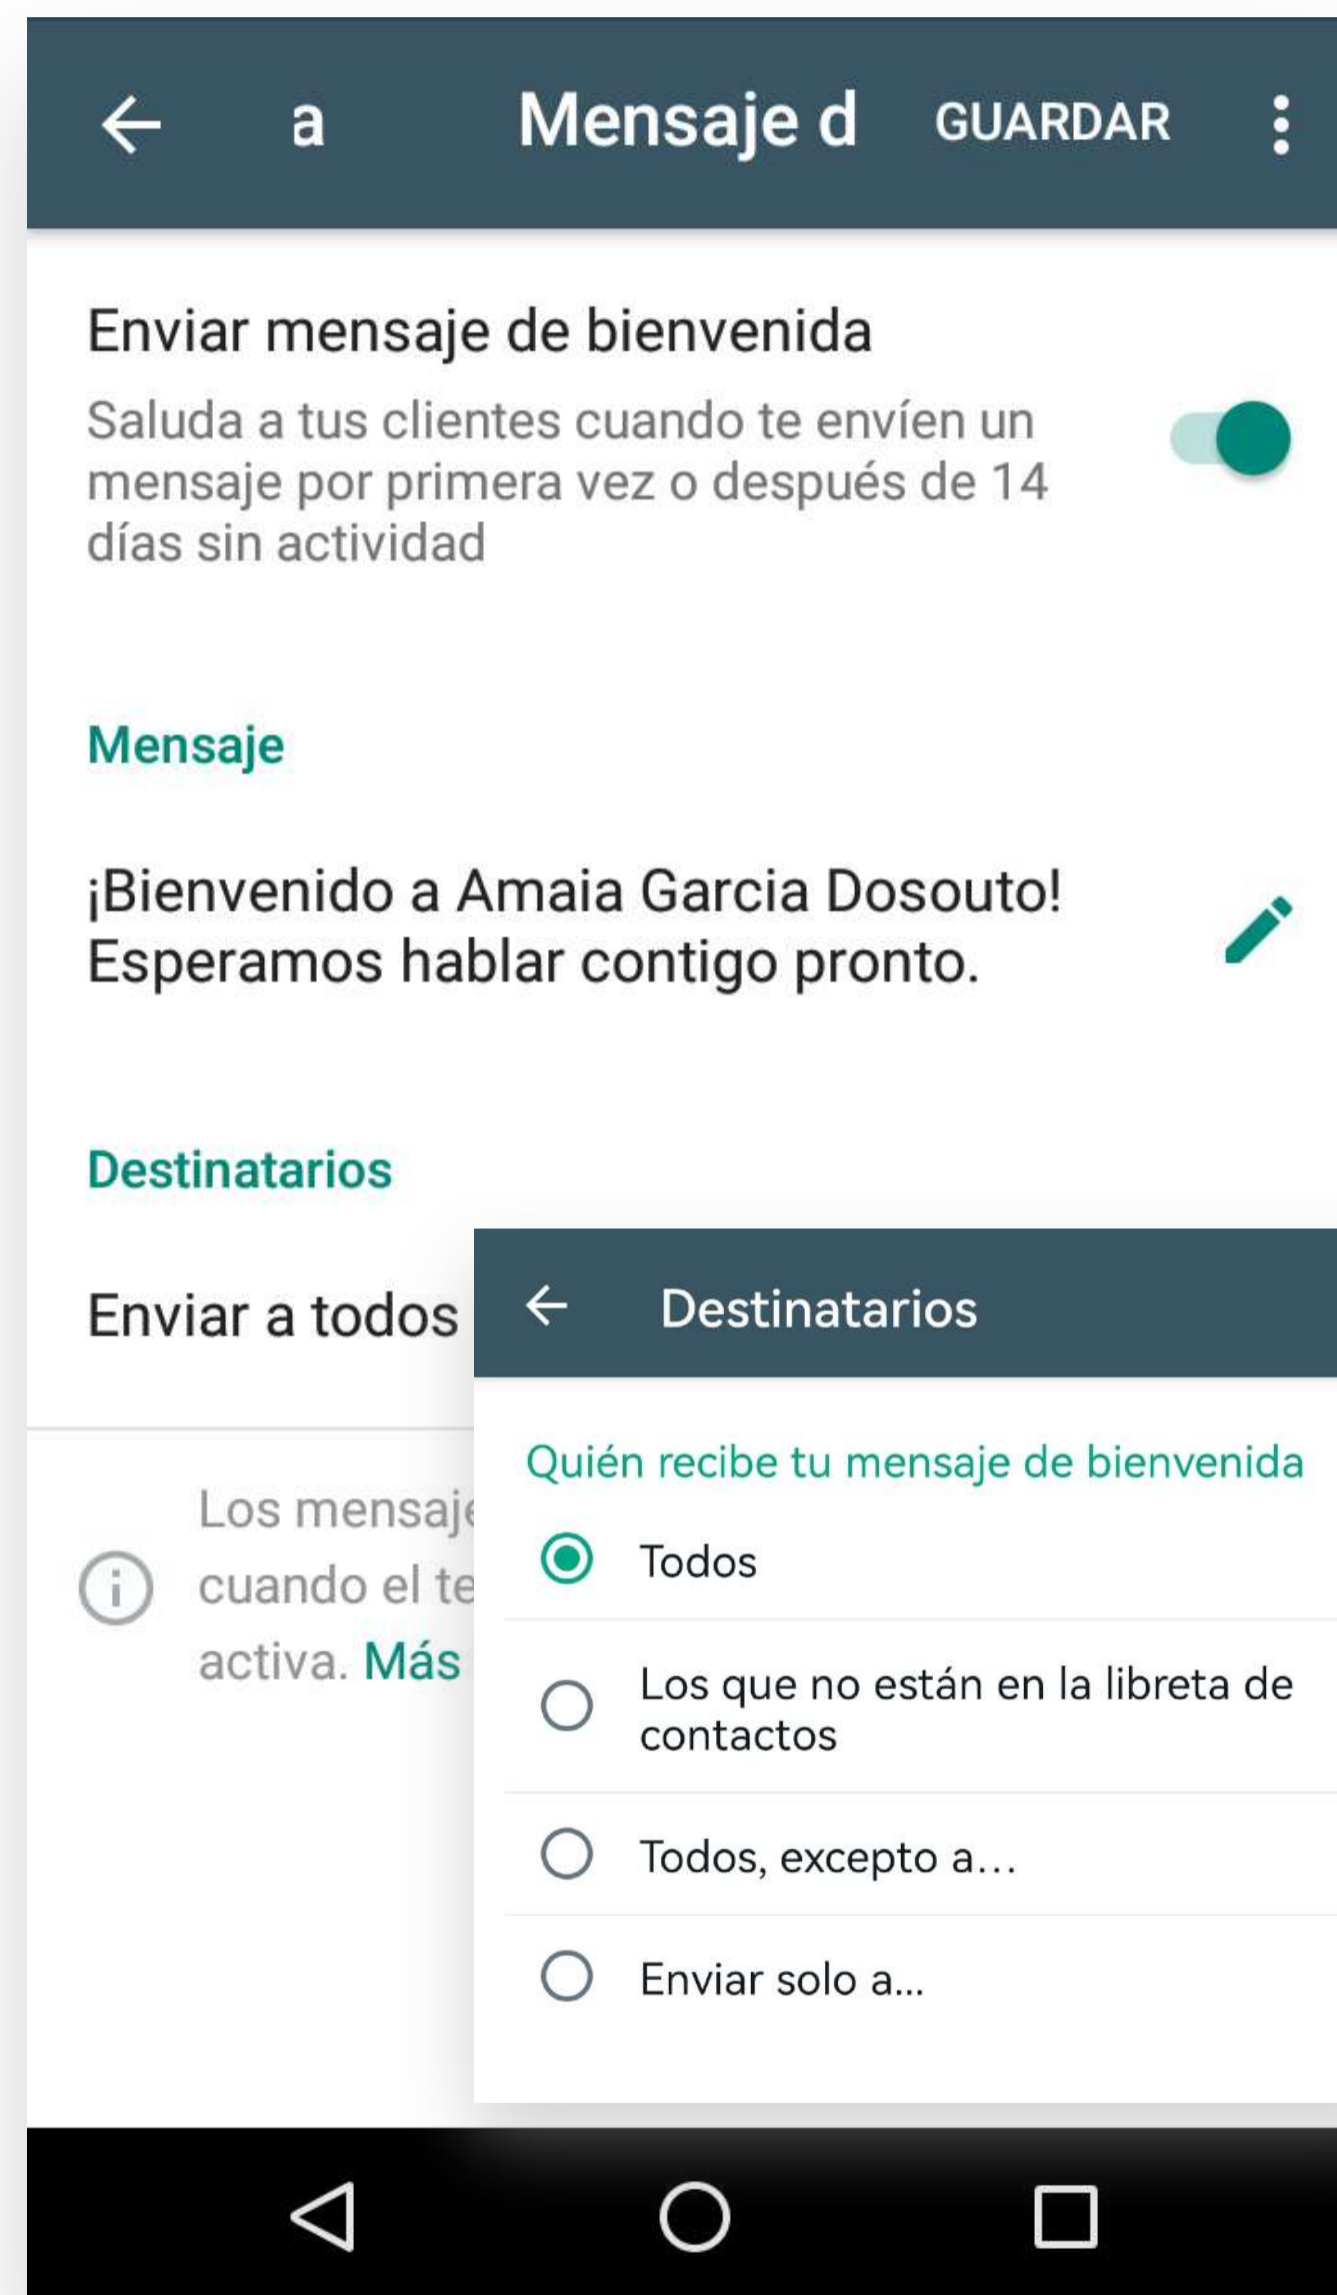 a Mensaje d GUARDAR
Enviar mensaje de bienvenida
Saluda a tus clientes cuando te envíen un
mensaje por primera vez o después de 14
días sin actividad
Mensaje
¡Bienvenido a Amaia Garcia Dosouto!
Esperamos hablar contigo pronto.
Destinatarios
Enviar a todos
Los
cuando el
activa. Más
Destinatarios
Quién recibe tu mensaje de bienvenida
Todos
Los que no están en la libreta de
contactos
Todos, excepto a...
Enviar solo a...